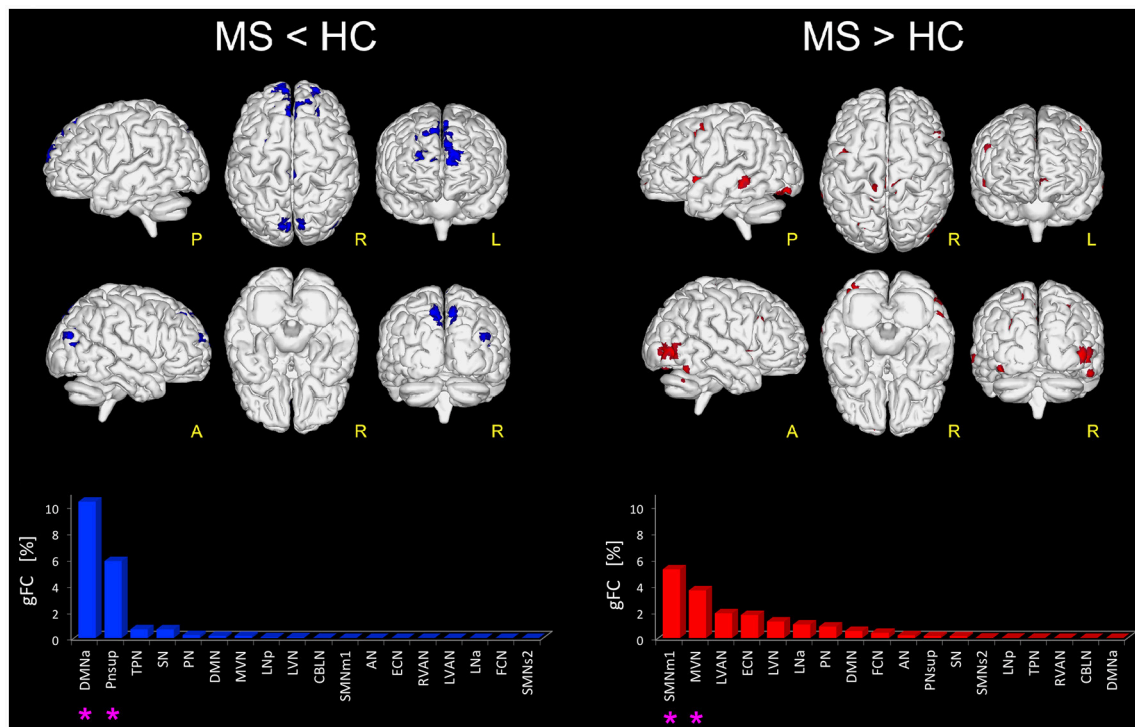 MS < HC
MS > HC
P
R
L
P
R
L
A
R
R
A
R
R
gFC [%]
10
8
6
4
2
0
DMNa
Pnsup
TPN
SN
PN
DMN
MVN
LNp
LVN
CBLN
SMNm1
AN
ECN
RVAN
LVAN
LNa
FCN
SMNs2
*
*
gFC [%]
10
8
6
4
2
0
SMNm1
MVN
LVAN
ECN
LVN
LNa
PN
DMN
FCN
AN
PNsup
SN
SMNs2
LNp
TPN
RVAN
CBLN
DMNa
*
*